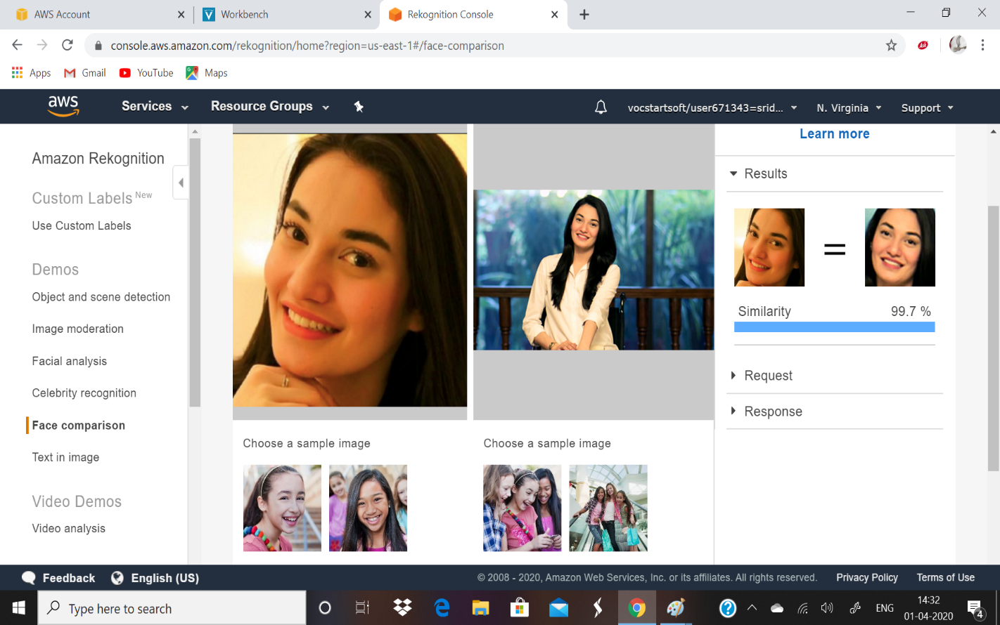 AWS Account
Workbench
Rekognition Console
console.aws.amazon.com/rekognition/home?region=us-east-1#/face-comparison
Apps
Gmail
YouTube
Maps
aws
Services
Resource Groups
vocstartsoft/user671343=srid...
N. Virginia
Support
Amazon Rekognition
Custom Labels New
Use Custom Labels
Demos
Object and scene detection
Image moderation
Facial analysis
Celebrity recognition
Face comparison
Text in image
Video Demos
Video analysis
Choose a sample image
Choose a sample image
Learn more
Results
=
Similarity 99.7 %
Request
Response
Feedback
English (US)
© 2008 - 2020, Amazon Web Services, Inc. or its affiliates. All rights reserved.
Privacy Policy
Terms of Use
Type here to search
ENG
14:32
01-04-2020
4